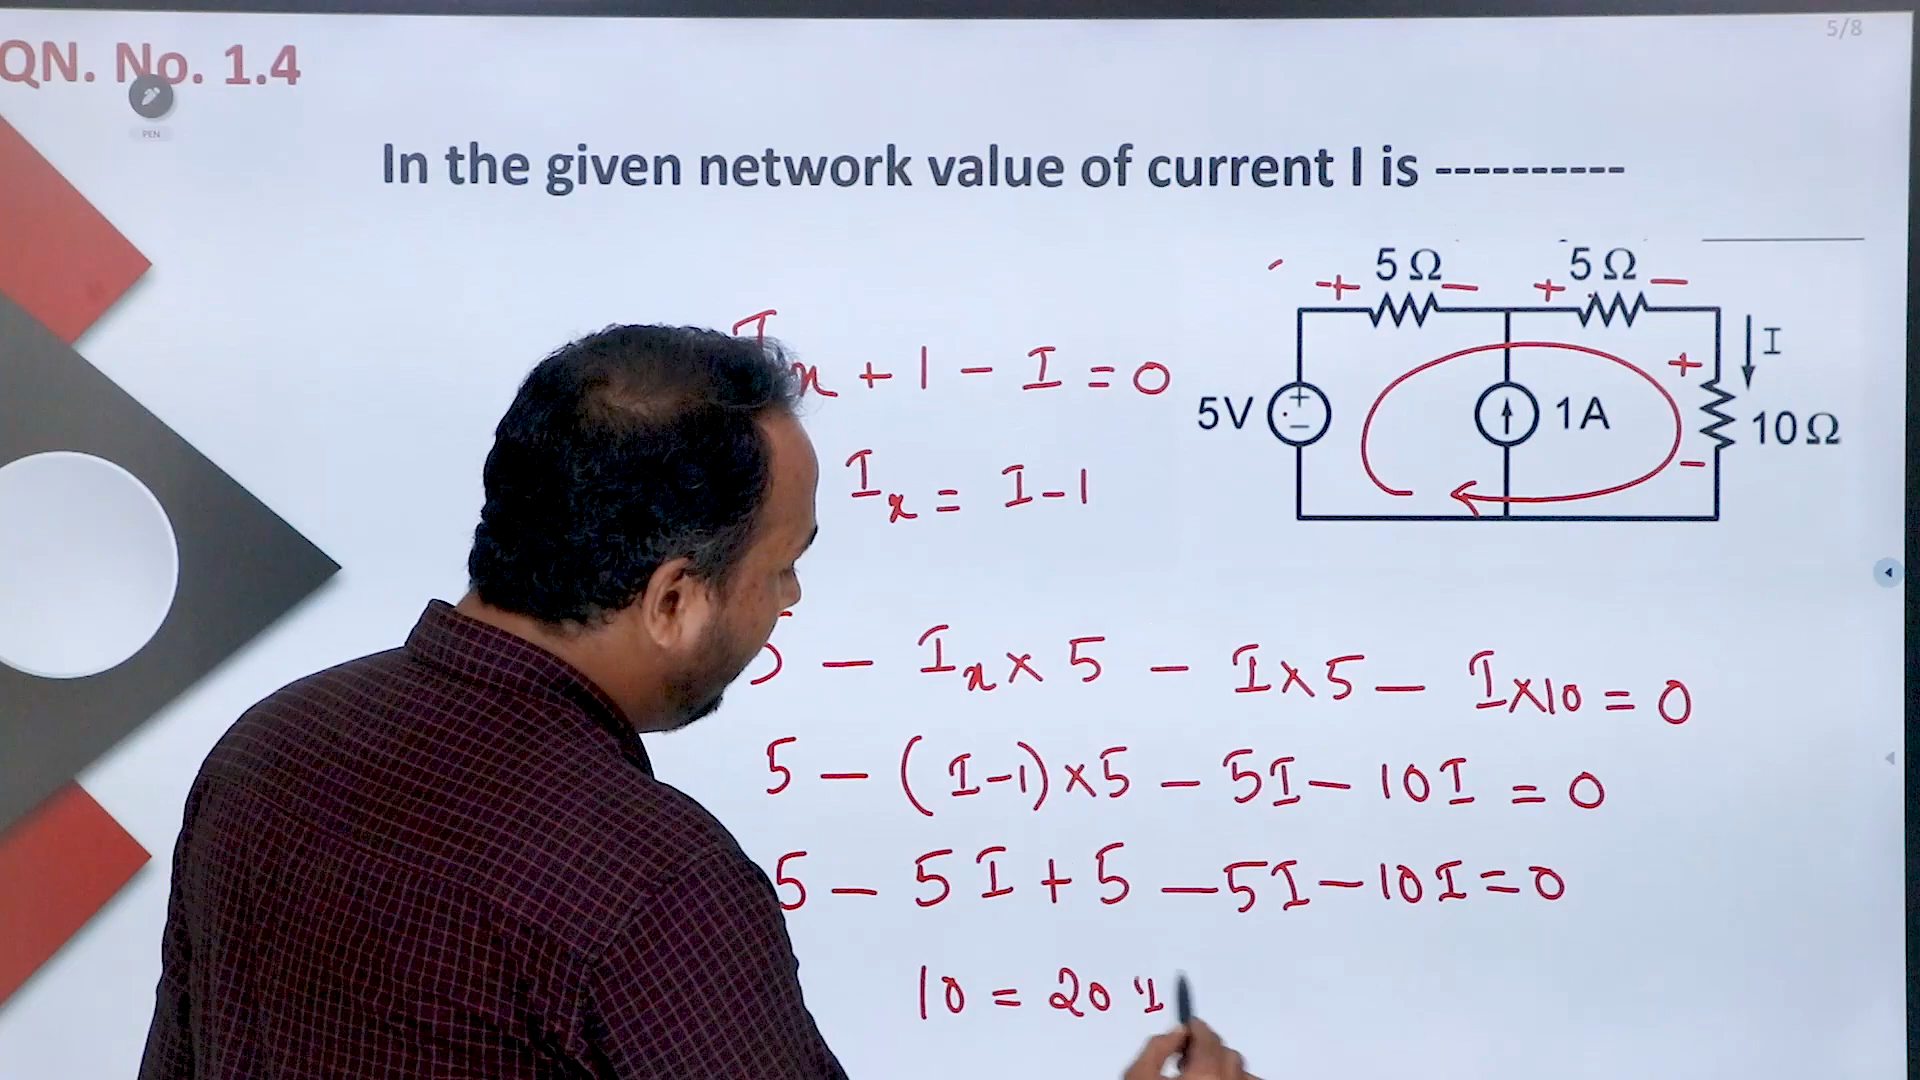 5/8
QN. No. 1.4
PEN
In the given network value of current I is ----------
5 Ω 5 Ω
+ − + −
I
x + 1 − I = 0
+
5V + − 1A 10 Ω
−
Ix = I−1
− Ix × 5 − I×5 − I×10 = 0
5 − (I−1)×5 − 5I − 10I = 0
5 − 5I + 5 − 5I − 10I = 0
10 = 20 I